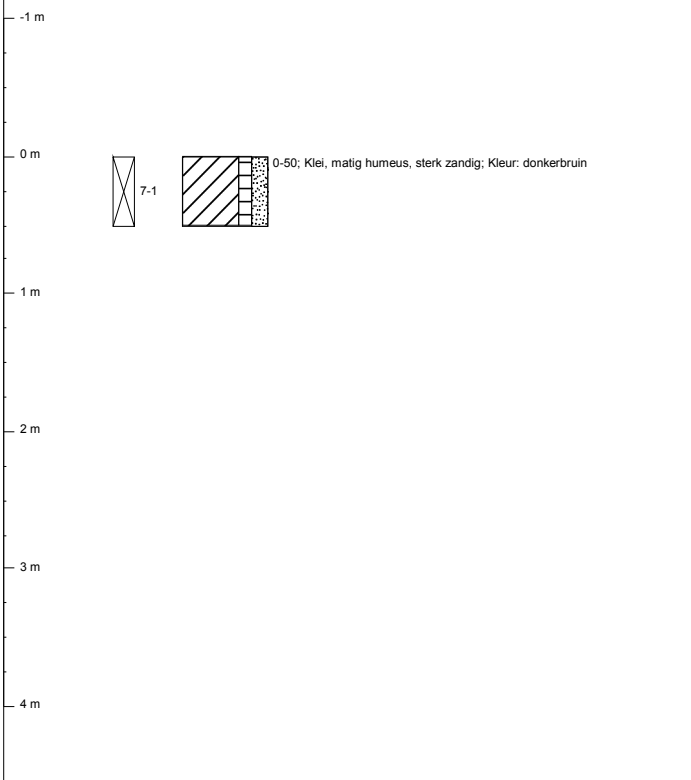 -1 m
0 m
0-50; Klei, matig humeus, sterk zandig; Kleur: donkerbruin
7-1
1 m
2 m
3 m
4 m